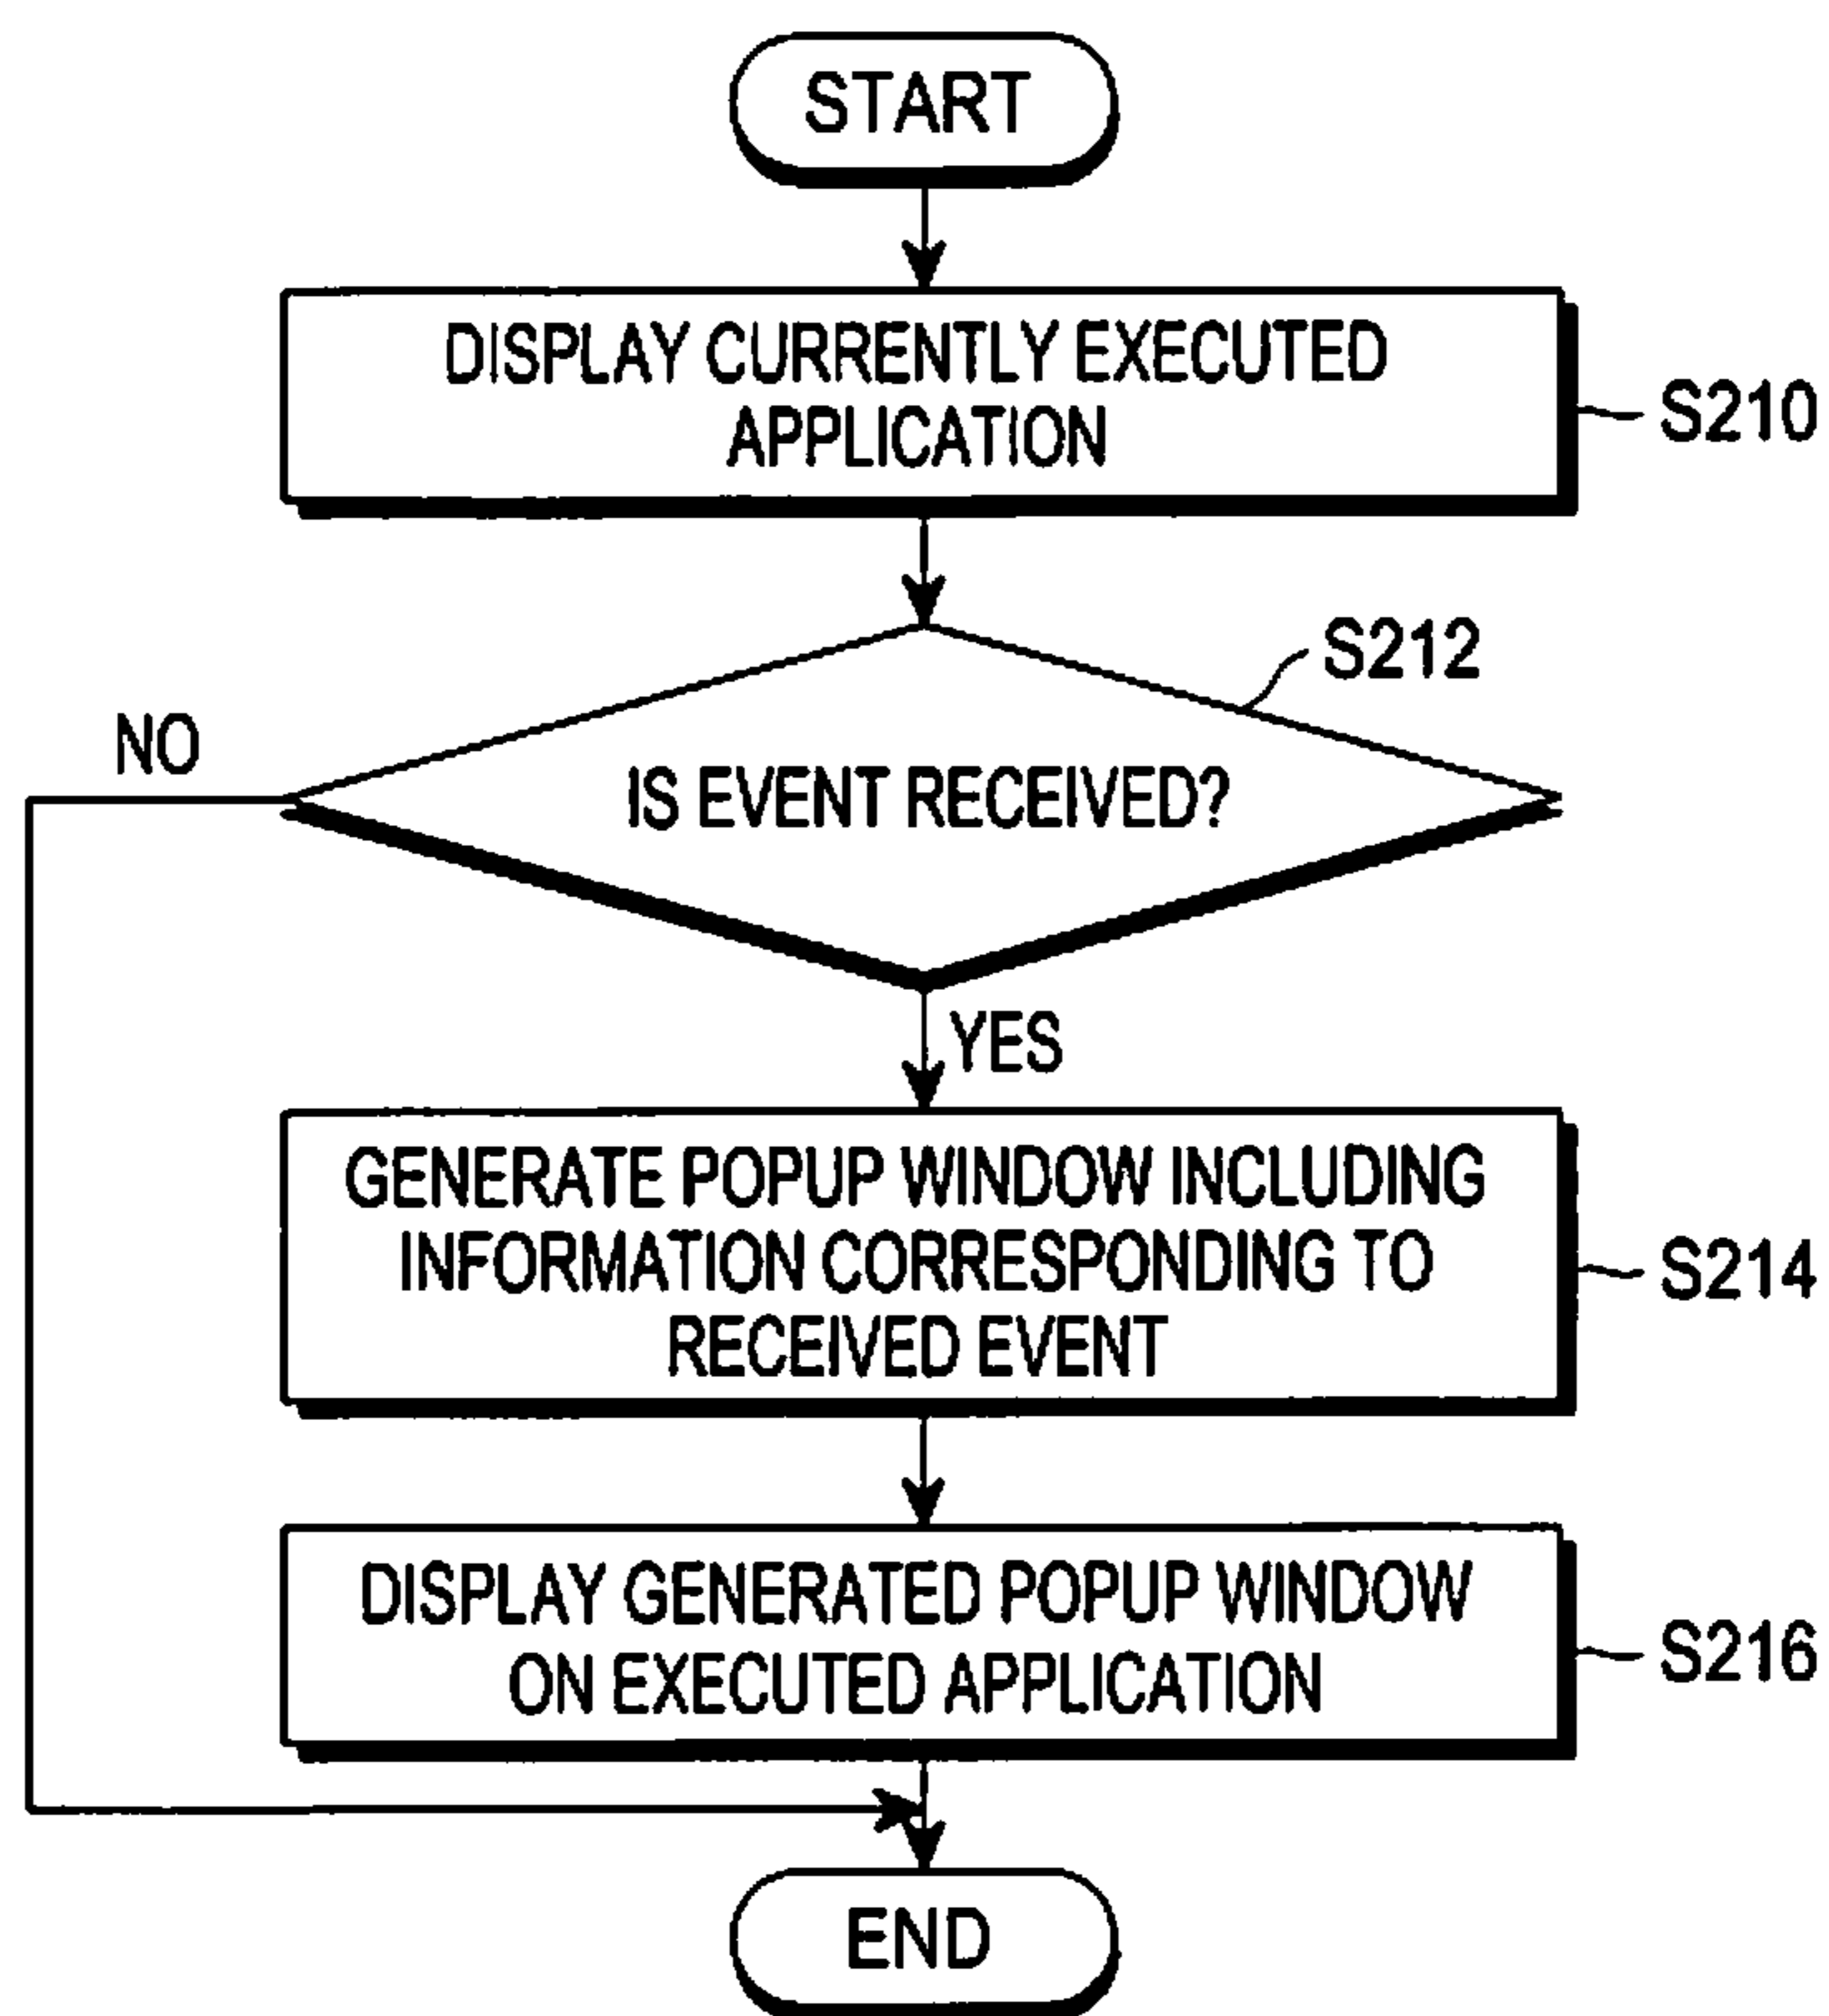 START
DISPLAY CURRENTLY EXECUTED
APPLICATION
S210
S212
IS EVENT RECEIVED?
NO
YES
GENERATE POPUP WINDOW INCLUDING
INFORMATION CORRESPONDING TO
RECEIVED EVENT
S214
DISPLAY GENERATED POPUP WINDOW
ON EXECUTED APPLICATION
S216
END